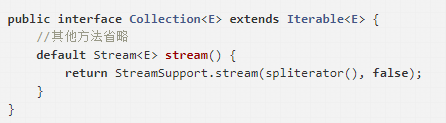 public interface Collection<E> extends Iterable<E> {
    //其他方法省略
    default Stream<E> stream() {
        return StreamSupport.stream(spliterator(), false);
    }
}